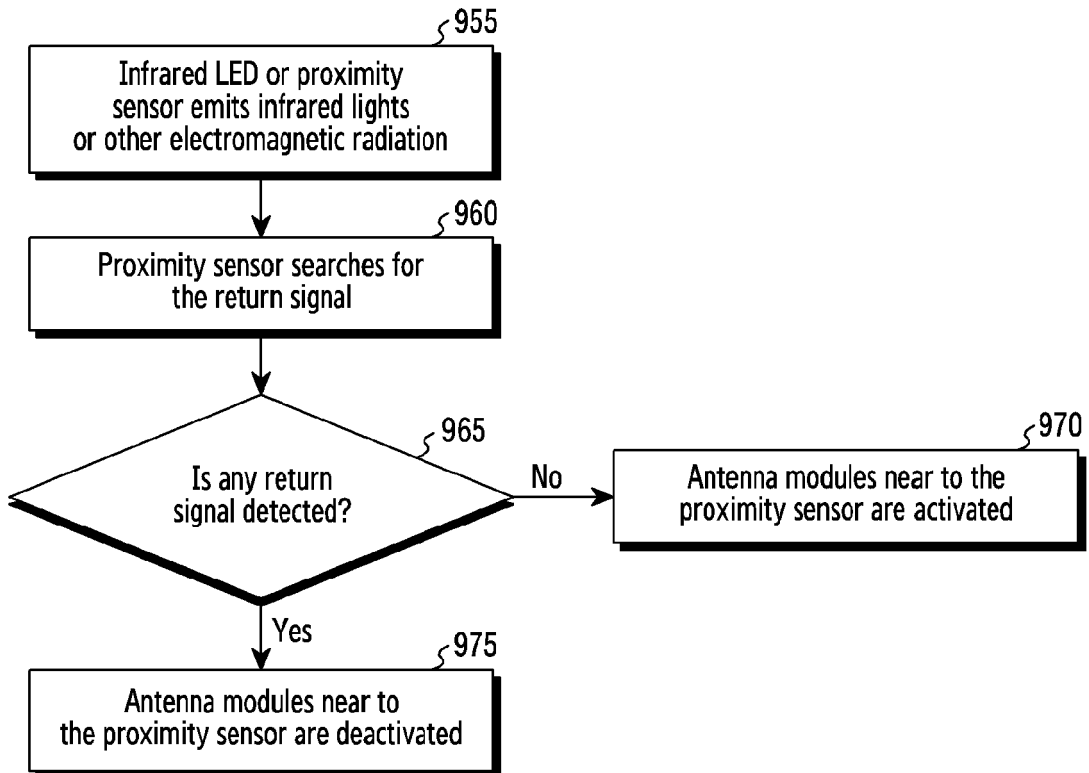 955
Infrared LED or proximity
sensor emits infrared lights
or other electromagnetic radiation
960
Proximity sensor searches for
the return signal
965
Is any return
signal detected?
No
970
Antenna modules near to the
proximity sensor are activated
Yes
975
Antenna modules near to
the proximity sensor are deactivated